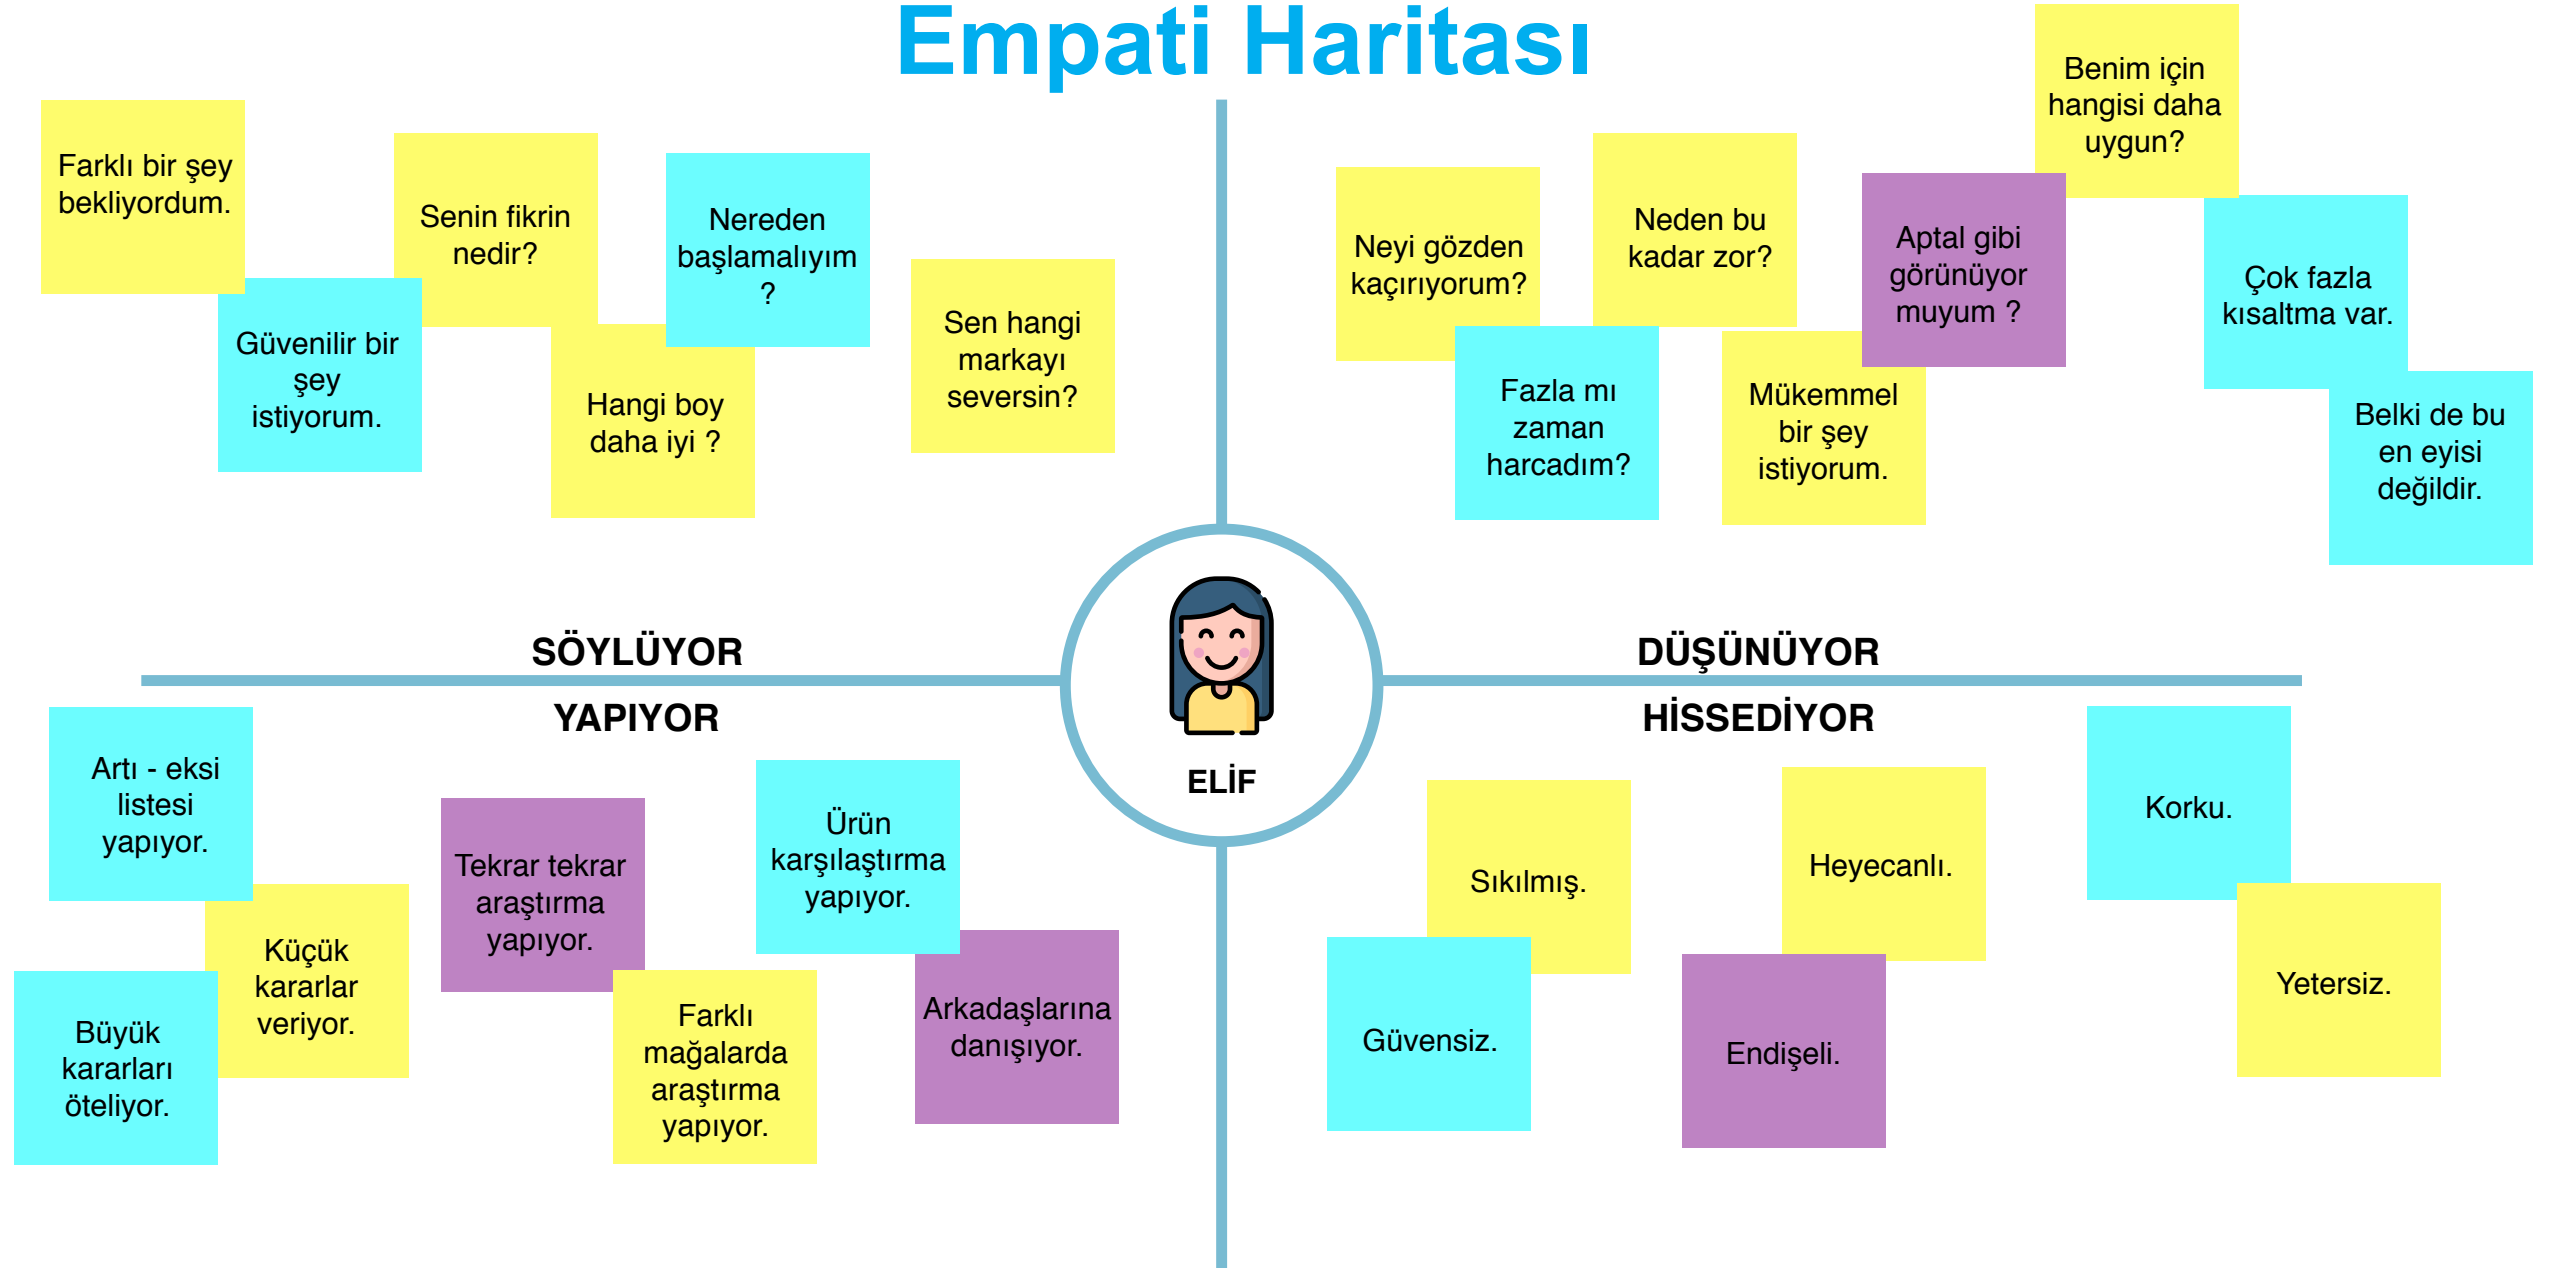 Empati Haritası
Farklı bir şey
bekliyordum.
Güvenilir bir
şey
istiyorum.
Senin fikrin
nedir?
Hangi boy
daha iyi ?
Nereden
başlamalıyım
?
Sen hangi
markayı
seversin?
SÖYLÜYOR
Neyi gözden
kaçırıyorum?
Fazla mı
zaman
harcadım?
Neden bu
kadar zor?
Mükemmel
bir şey
istiyorum.
Aptal gibi
görünüyor
muyum ?
Benim için
hangisi daha
uygun?
Çok fazla
kısaltma var.
Belki de bu
en eyisi
değildir.
DÜŞÜNÜYOR
ELİF
YAPIYOR
Artı - eksi
listesi
yapıyor.
Küçük
kararlar
veriyor.
Büyük
kararları
öteliyor.
Tekrar tekrar
araştırma
yapıyor.
Farklı
mağalarda
araştırma
yapıyor.
Ürün
karşılaştırma
yapıyor.
Arkadaşlarına
danışıyor.
HİSSEDİYOR
Sıkılmış.
Güvensiz.
Heyecanlı.
Endişeli.
Korku.
Yetersiz.